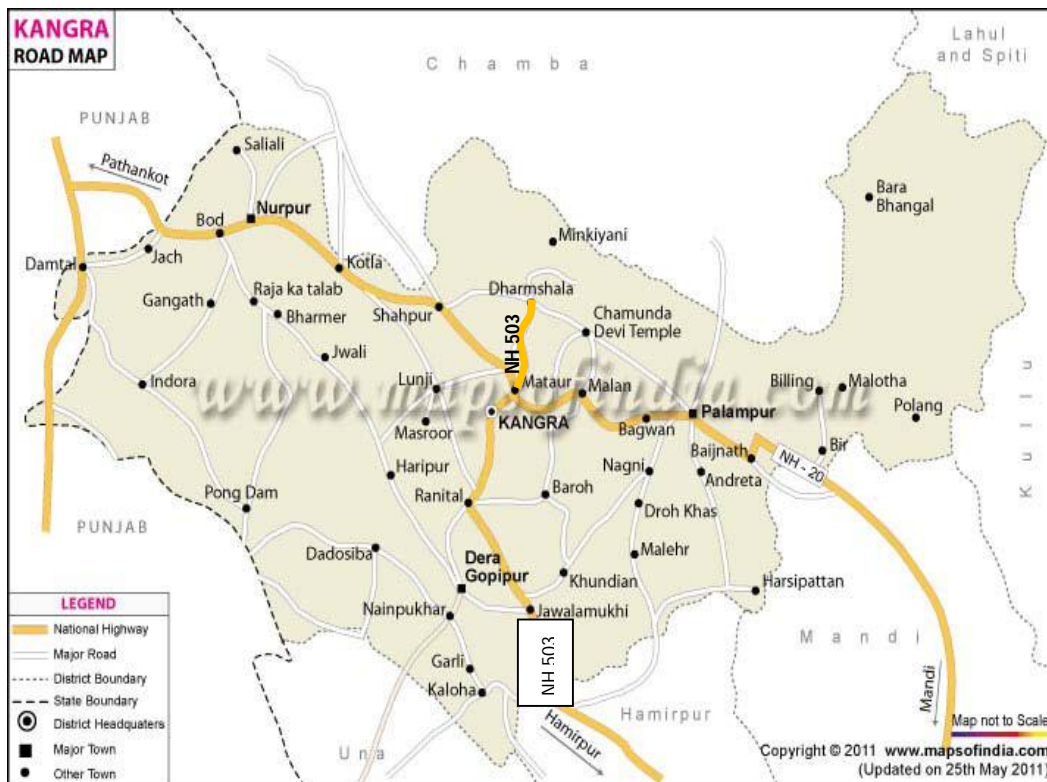 KANGRA
ROAD MAP
Chamba
Lahul
and Spiti
PUNJAB
Pathankot
Saliali
Nurpur
Bod
Jach
Damtal
Kotla
Minkiyani
Bara
Bhangal
Gangath
Raja ka talab
Bharmer
Shahpur
Dharmshala
Chamunda
Devi Temple
NH 503
Jwali
Indora
Lunji
Mataur
Malan
Billing
Malotha
www.mapsofindia.com
Masroor
KANGRA
Bagwan
Palampur
Polang
Kullu
Haripur
Nagni
Baijnath
Bir
Andreta
NH - 20
Pong Dam
Ranital
Baroh
Droh Khas
PUNJAB
Dadosiba
Dera
Gopipur
Malehr
Khundian
Harsipattan
Nainpukhar
Jawalamukhi
Mandi
NH 503
Garli
Kaloha
Hamirpur
Hamirpur
Una
Mandi
LEGEND
National Highway
Major Road
District Boundary
State Boundary
District Headquaters
Major Town
Other Town
Map not to Scale
Copyright © 2011 www.mapsofindia.com
(Updated on 25th May 2011)